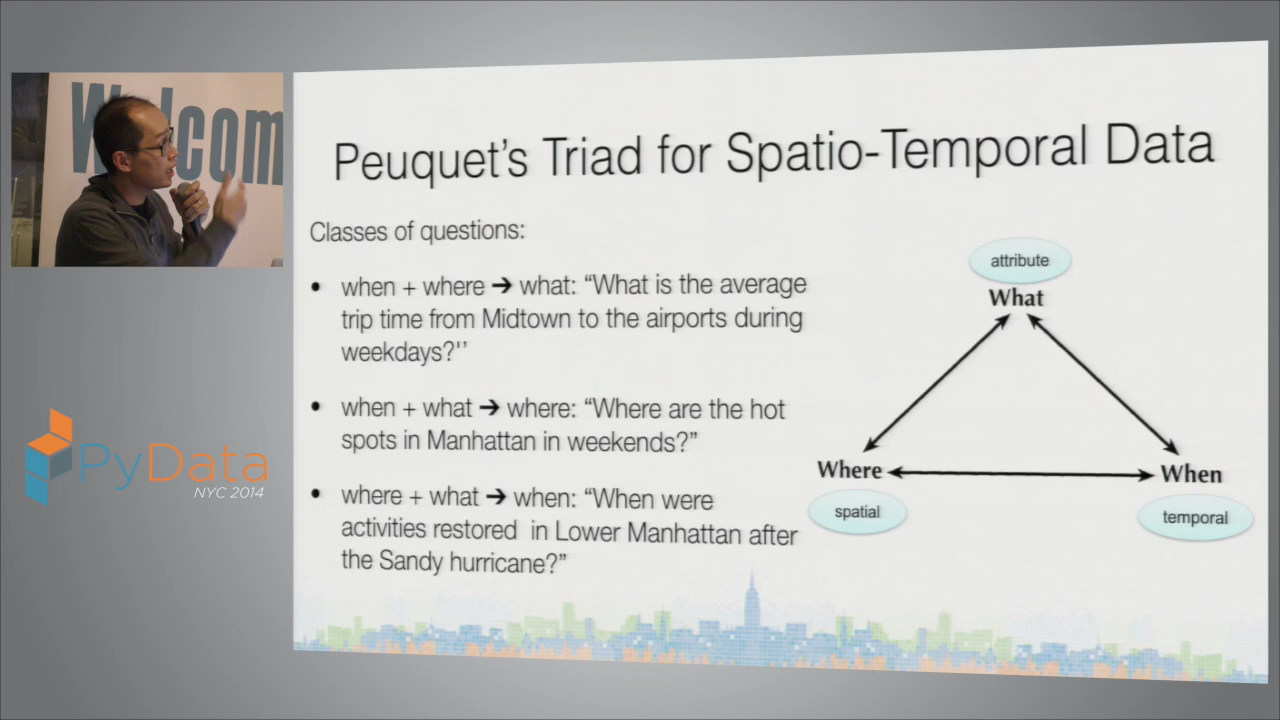 Welcom
Peuquet's Triad for Spatio-Temporal Data
Classes of questions:
• when + where ➔ what: “What is the average
trip time from Midtown to the airports during
weekdays?''
• when + what ➔ where: “Where are the hot
spots in Manhattan in weekends?”
• where + what ➔ when: “When were
activities restored in Lower Manhattan after
the Sandy hurricane?”
attribute
What
Where
When
spatial
temporal
PyData
NYC 2014